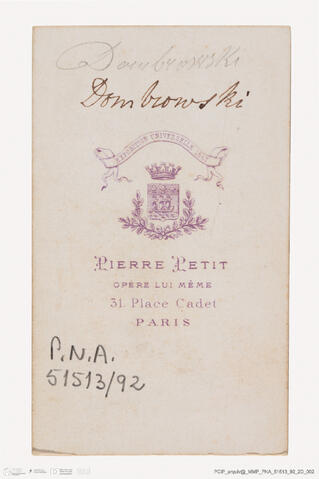 Dombrowski
Dombrowski
EXPOSITION UNIVERSELLE 1867
PIERRE PETIT
OPÈRE LUI MÊME
31. Place Cadet
PARIS
P.N.A.
51513/92